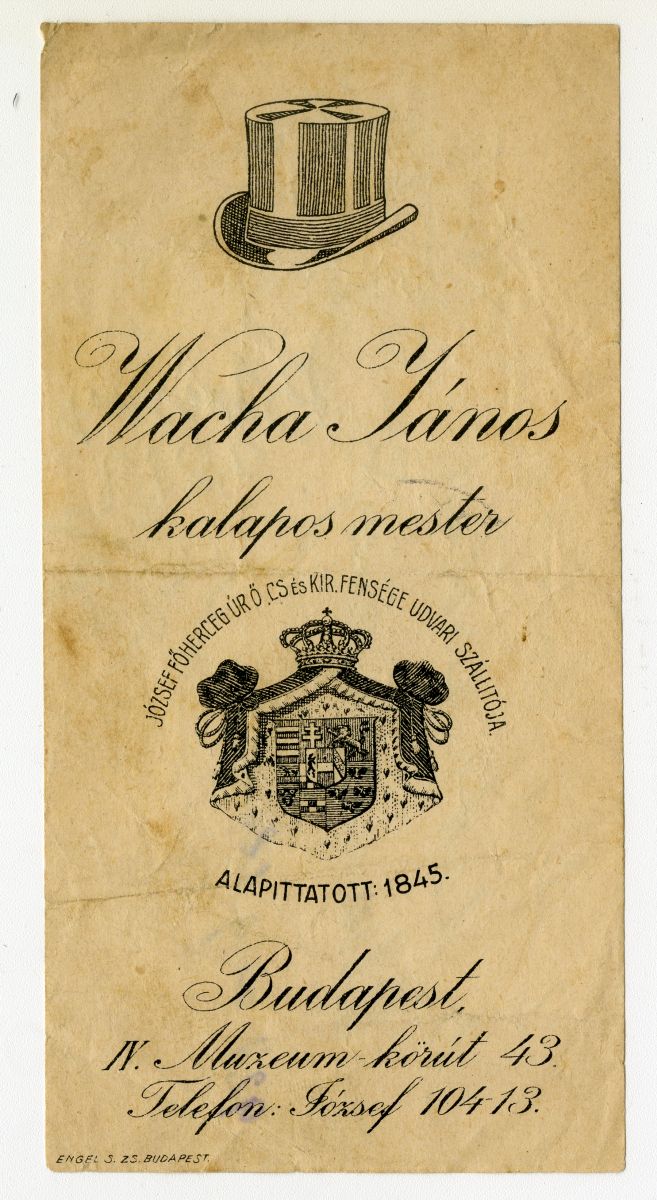 Wacha János
kalapos mester
JÓZSEF FŐHERCEG ÚR Ő CS és KIR. FENSÉGE UDVARI SZÁLLITÓJA.
ALAPITTATOTT: 1845.
Budapest,
IV. Muzeum-körút 43.
Telefon: József 104-13.
ENGEL S. ZS. BUDAPEST.